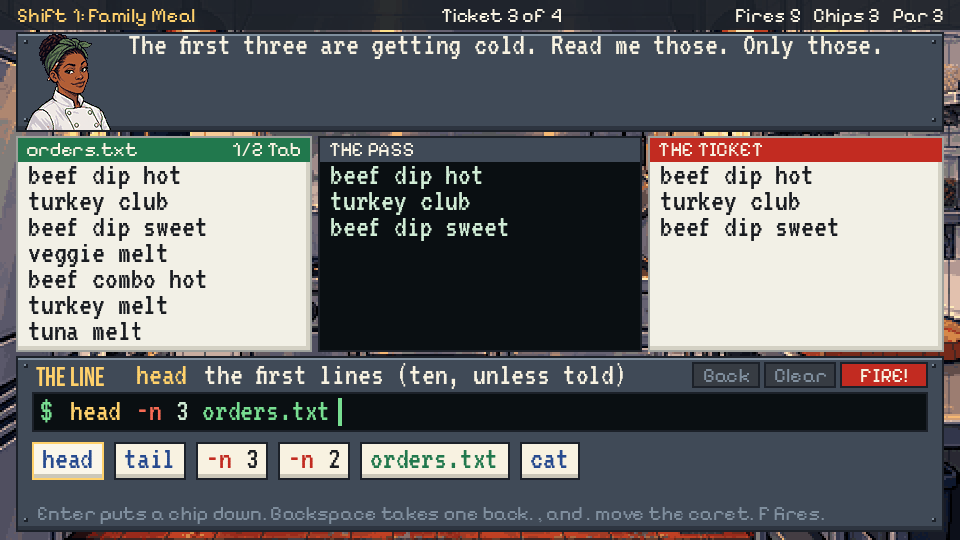 Shift 1: Family Meal
Ticket 3 of 4
Fires 9 Chips 3 Par 3
The first three are getting cold. Read me those. Only those.
orders.txt 1/2 Tab
beef dip hot
turkey club
beef dip sweet
veggie melt
beef combo hot
turkey melt
tuna melt
THE PASS
beef dip hot
turkey club
beef dip sweet
THE TICKET
beef dip hot
turkey club
beef dip sweet
THE LINE head the first lines (ten, unless told)
Back Clear FIRE!
$ head -n 3 orders.txt
head tail -n 3 -n 2 orders.txt cat
Enter puts a chip down. Backspace takes one back. , and . move the caret. F fires.